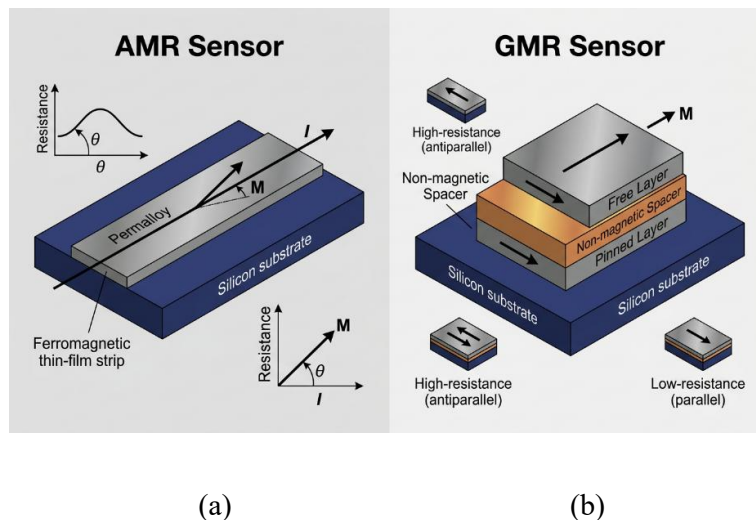 AMR Sensor
Resistance
θ
θ
I
M
Permalloy
Silicon substrate
Ferromagnetic
thin-film strip
Resistance
M
θ
I
(a)
GMR Sensor
High-resistance
(antiparallel)
M
Non-magnetic
Spacer
Free Layer
Non-magnetic Spacer
Pinned Layer
Silicon substrate
Silicon substrate
High-resistance
(antiparallel)
Low-resistance
(parallel)
(b)